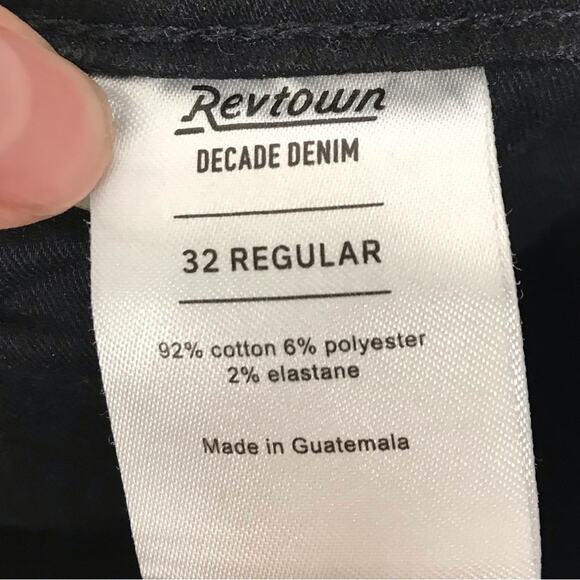 Revtown
DECADE DENIM
32 REGULAR
92% cotton 6% polyester
2% elastane
Made in Guatemala